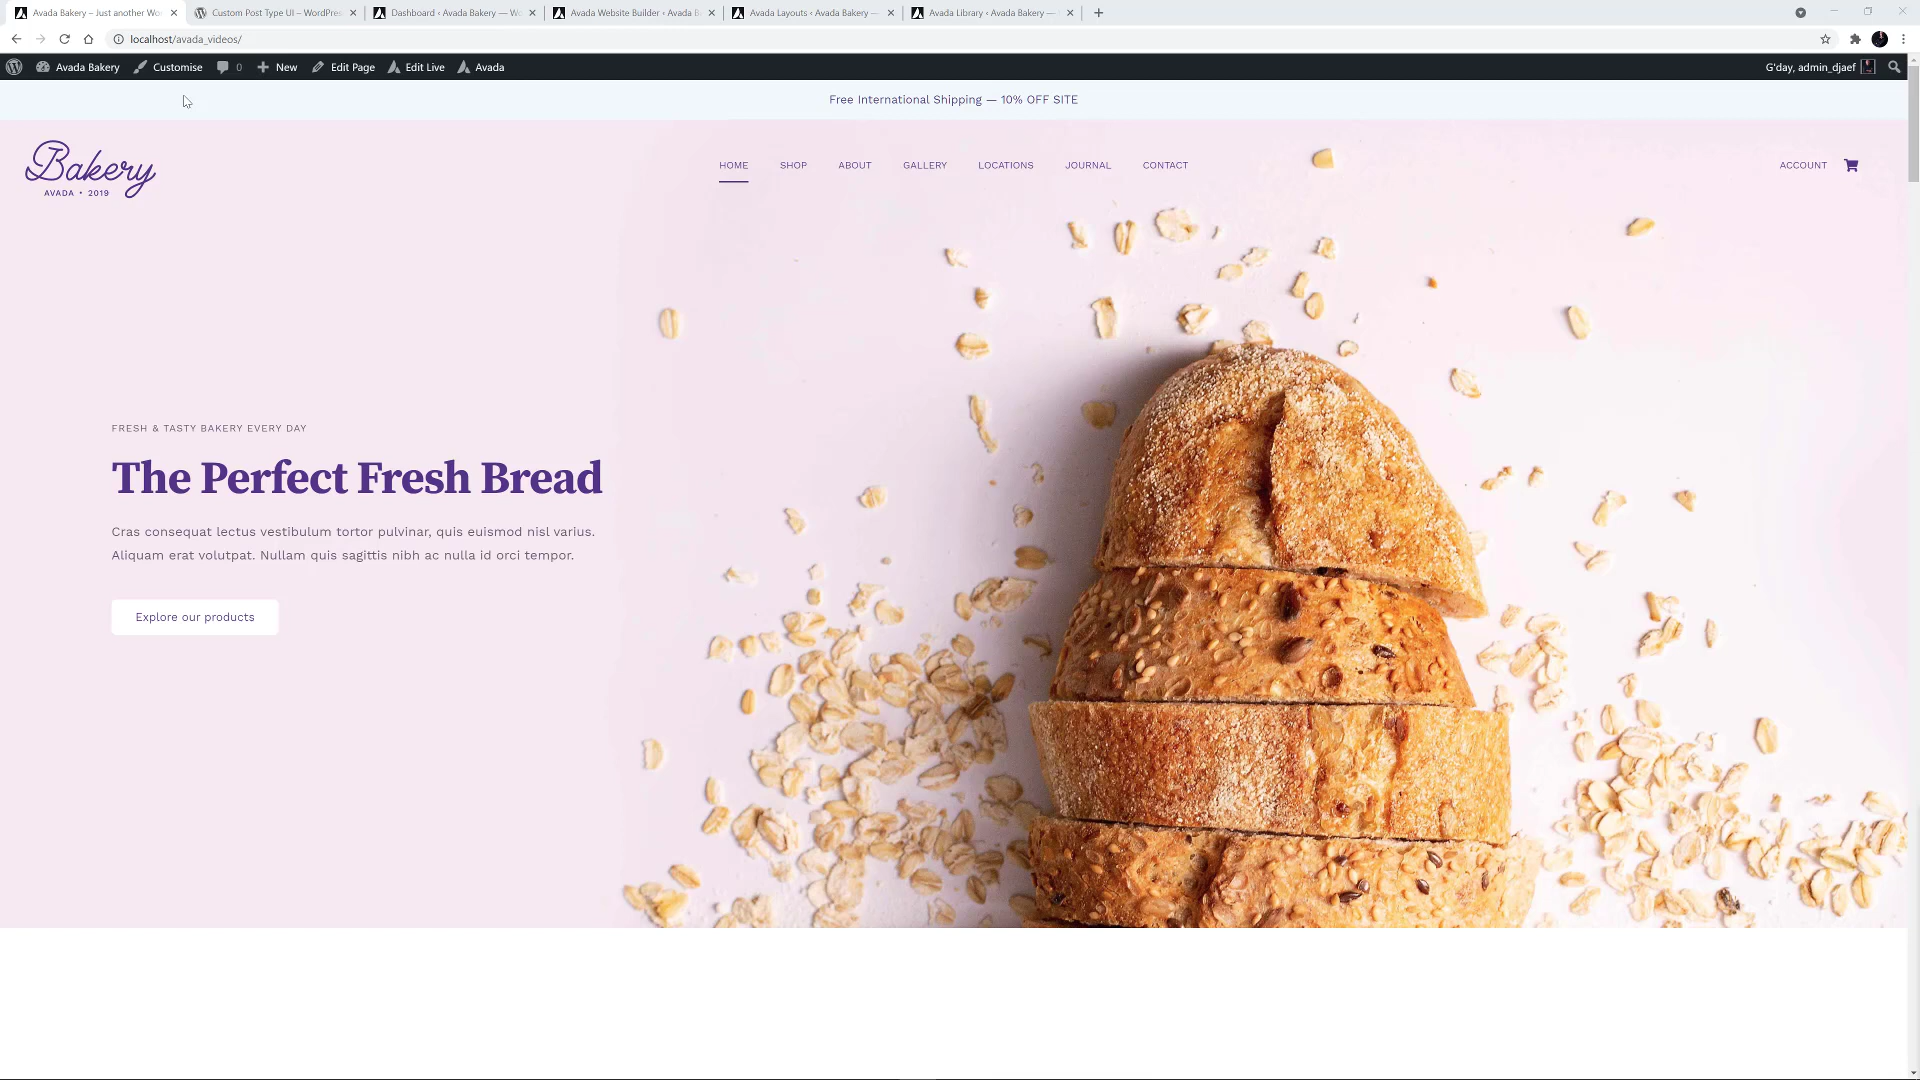 Avada Bakery – Just another Wo
Custom Post Type UI – WordPres
Dashboard ‹ Avada Bakery — Wo
Avada Website Builder ‹ Avada B
Avada Layouts ‹ Avada Bakery —
Avada Library ‹ Avada Bakery —
localhost/avada_videos/
Avada Bakery
Customise
0
New
Edit Page
Edit Live
Avada
G'day, admin_djaef
Free International Shipping — 10% OFF SITE
Bakery
AVADA • 2019
HOME
SHOP
ABOUT
GALLERY
LOCATIONS
JOURNAL
CONTACT
ACCOUNT
FRESH & TASTY BAKERY EVERY DAY
The Perfect Fresh Bread
Cras consequat lectus vestibulum tortor pulvinar, quis euismod nisl varius.
Aliquam erat volutpat. Nullam quis sagittis nibh ac nulla id orci tempor.
Explore our products